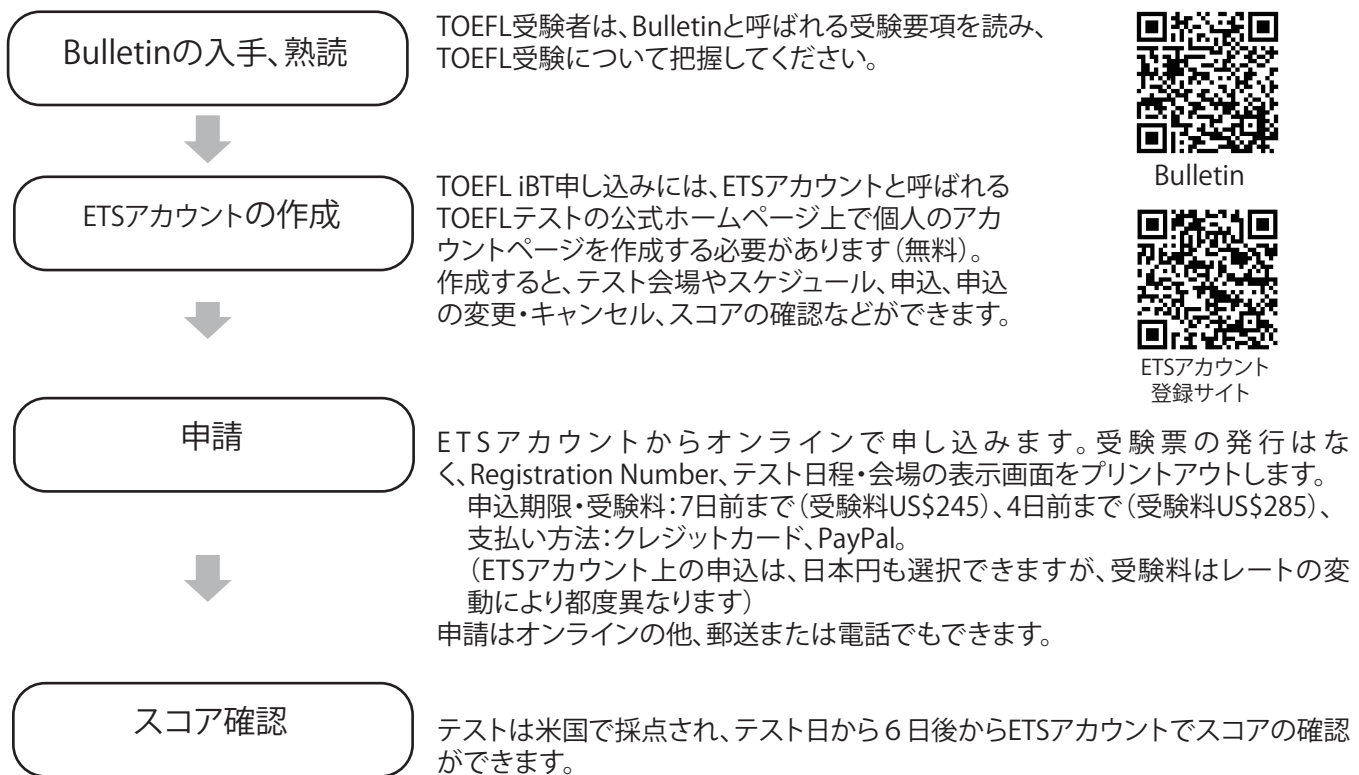 Bulletinの入手、熟読
TOEFL受験者は、Bulletinと呼ばれる受験要項を読み、
TOEFL受験について把握してください。
Bulletin
ETSアカウントの作成
TOEFL iBT申し込みには、ETSアカウントと呼ばれる
TOEFLテストの公式ホームページ上で個人のアカ
ウントページを作成する必要があります（無料）。
作成すると、テスト会場やスケジュール、申込、申込
の変更・キャンセル、スコアの確認などができます。
ETSアカウント
登録サイト
申請
ETSアカウントからオンラインで申し込みます。受験票の発行はな
く、Registration Number、テスト日程・会場の表示画面をプリントアウトします。
申込期限・受験料：7日前まで（受験料US$245）、4日前まで（受験料US$285）、
支払い方法：クレジットカード、PayPal。
（ETSアカウント上の申込は、日本円も選択できますが、受験料はレートの変
動により都度異なります）
申請はオンラインの他、郵送または電話でもできます。
スコア確認
テストは米国で採点され、テスト日から６日後からETSアカウントでスコアの確認
ができます。